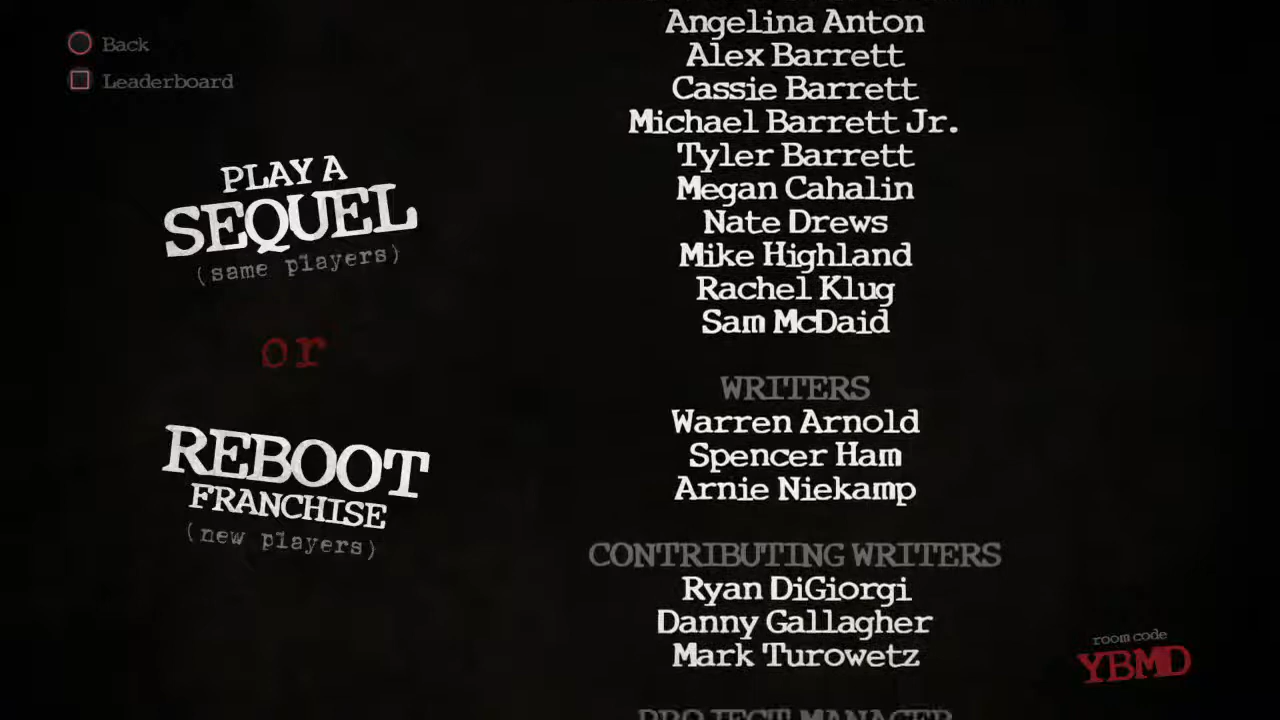 Back
Leaderboard
PLAY A
SEQUEL
(same players)
or
REBOOT
FRANCHISE
(new players)
Angelina Anton
Alex Barrett
Cassie Barrett
Michael Barrett Jr.
Tyler Barrett
Megan Cahalin
Nate Drews
Mike Highland
Rachel Klug
Sam McDaid
WRITERS
Warren Arnold
Spencer Ham
Arnie Niekamp
CONTRIBUTING WRITERS
Ryan DiGiorgi
Danny Gallagher
Mark Turowetz
PROJECT MANAGER
room code
YBMD